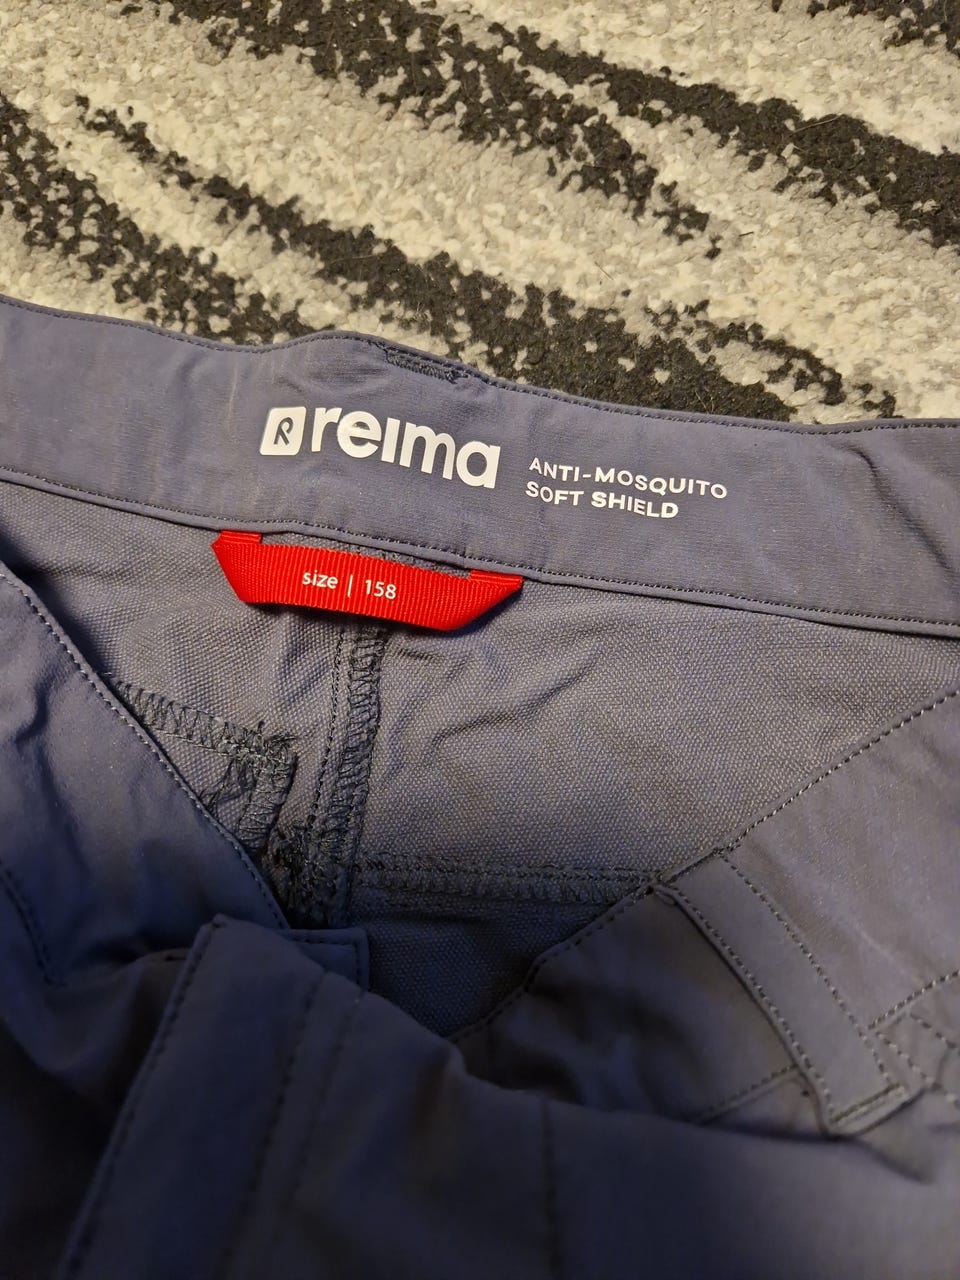 reima
ANTI-MOSQUITO
SOFT SHIELD
size | 158